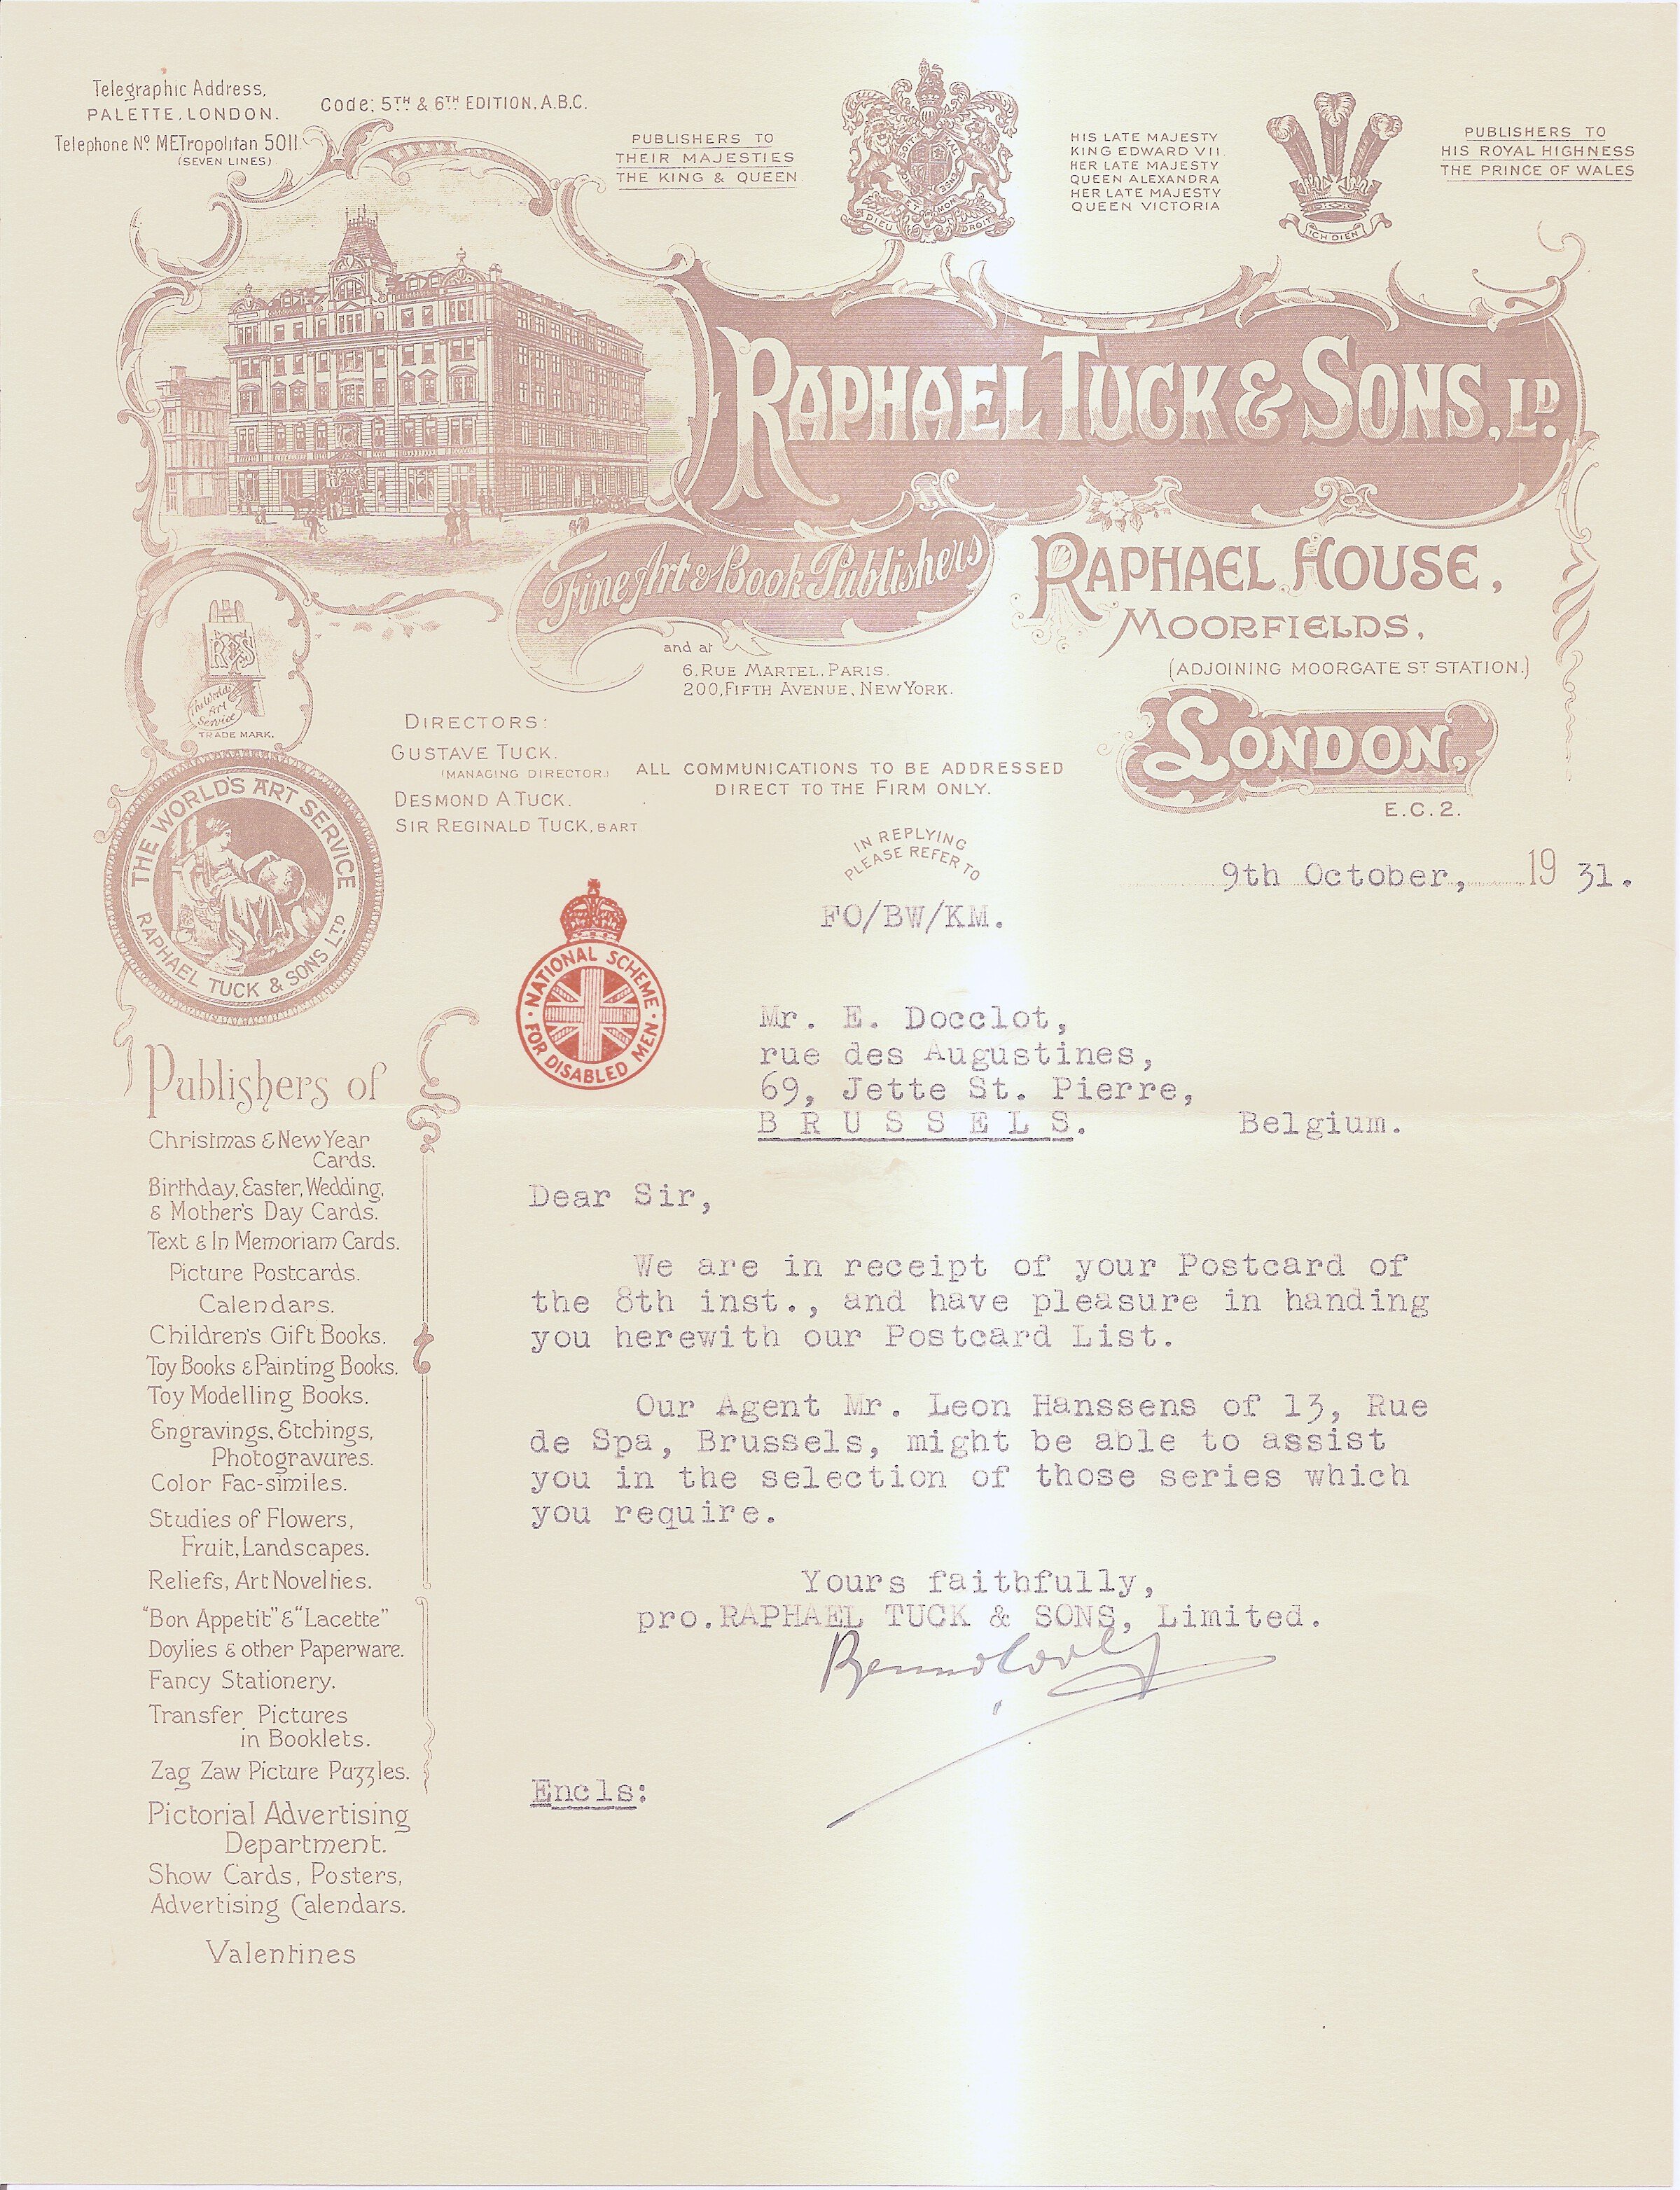 Telegraphic Address,
PALETTE, LONDON.
Code: 5TH & 6TH EDITION, A.B.C.
Telephone No METropolitan 5011.
(SEVEN LINES)
PUBLISHERS TO
THEIR MAJESTIES
THE KING & QUEEN
DIEU ET MON DROIT
HIS LATE MAJESTY
KING EDWARD VII
HER LATE MAJESTY
QUEEN ALEXANDRA
HER LATE MAJESTY
QUEEN VICTORIA
ICH DIEN
PUBLISHERS TO
HIS ROYAL HIGHNESS
THE PRINCE OF WALES
RAPHAEL TUCK & SONS, LD.
Fine Art & Book Publishers
RAPHAEL HOUSE,
MOORFIELDS,
(ADJOINING MOORGATE ST STATION.)
LONDON,
E.C.2.
and at
6, RUE MARTEL, PARIS.
200, FIFTH AVENUE, NEW YORK.
R T & S
The World's
Art
Service
TRADE MARK.
DIRECTORS:
GUSTAVE TUCK.
(MANAGING DIRECTOR.)
DESMOND A. TUCK.
SIR REGINALD TUCK, BART.
ALL COMMUNICATIONS TO BE ADDRESSED
DIRECT TO THE FIRM ONLY.
THE WORLD'S ART SERVICE
RAPHAEL TUCK & SONS LTD
IN REPLYING
PLEASE REFER TO
FO/BW/KM.
9th October, 1931.
NATIONAL SCHEME
FOR DISABLED MEN
Mr. E. Docclot,
rue des Augustines,
69, Jette St. Pierre,
BRUSSELS. Belgium.
Dear Sir,
We are in receipt of your Postcard of
the 8th inst., and have pleasure in handing
you herewith our Postcard List.
Our Agent Mr. Leon Hanssens of 13, Rue
de Spa, Brussels, might be able to assist
you in the selection of those series which
you require.
Yours faithfully,
pro.RAPHAEL TUCK & SONS, Limited.
Encls:
Publishers of
Christmas & New Year
Cards.
Birthday, Easter, Wedding,
& Mother's Day Cards.
Text & In Memoriam Cards.
Picture Postcards.
Calendars.
Children's Gift Books.
Toy Books & Painting Books.
Toy Modelling Books.
Engravings, Etchings,
Photogravures.
Color Fac-similes.
Studies of Flowers,
Fruit, Landscapes.
Reliefs, Art Novelties.
"Bon Appetit" & "Lacette"
Doylies & other Paperware.
Fancy Stationery.
Transfer Pictures
in Booklets.
Zag Zaw Picture Puzzles.
Pictorial Advertising
Department.
Show Cards, Posters,
Advertising Calendars.
Valentines